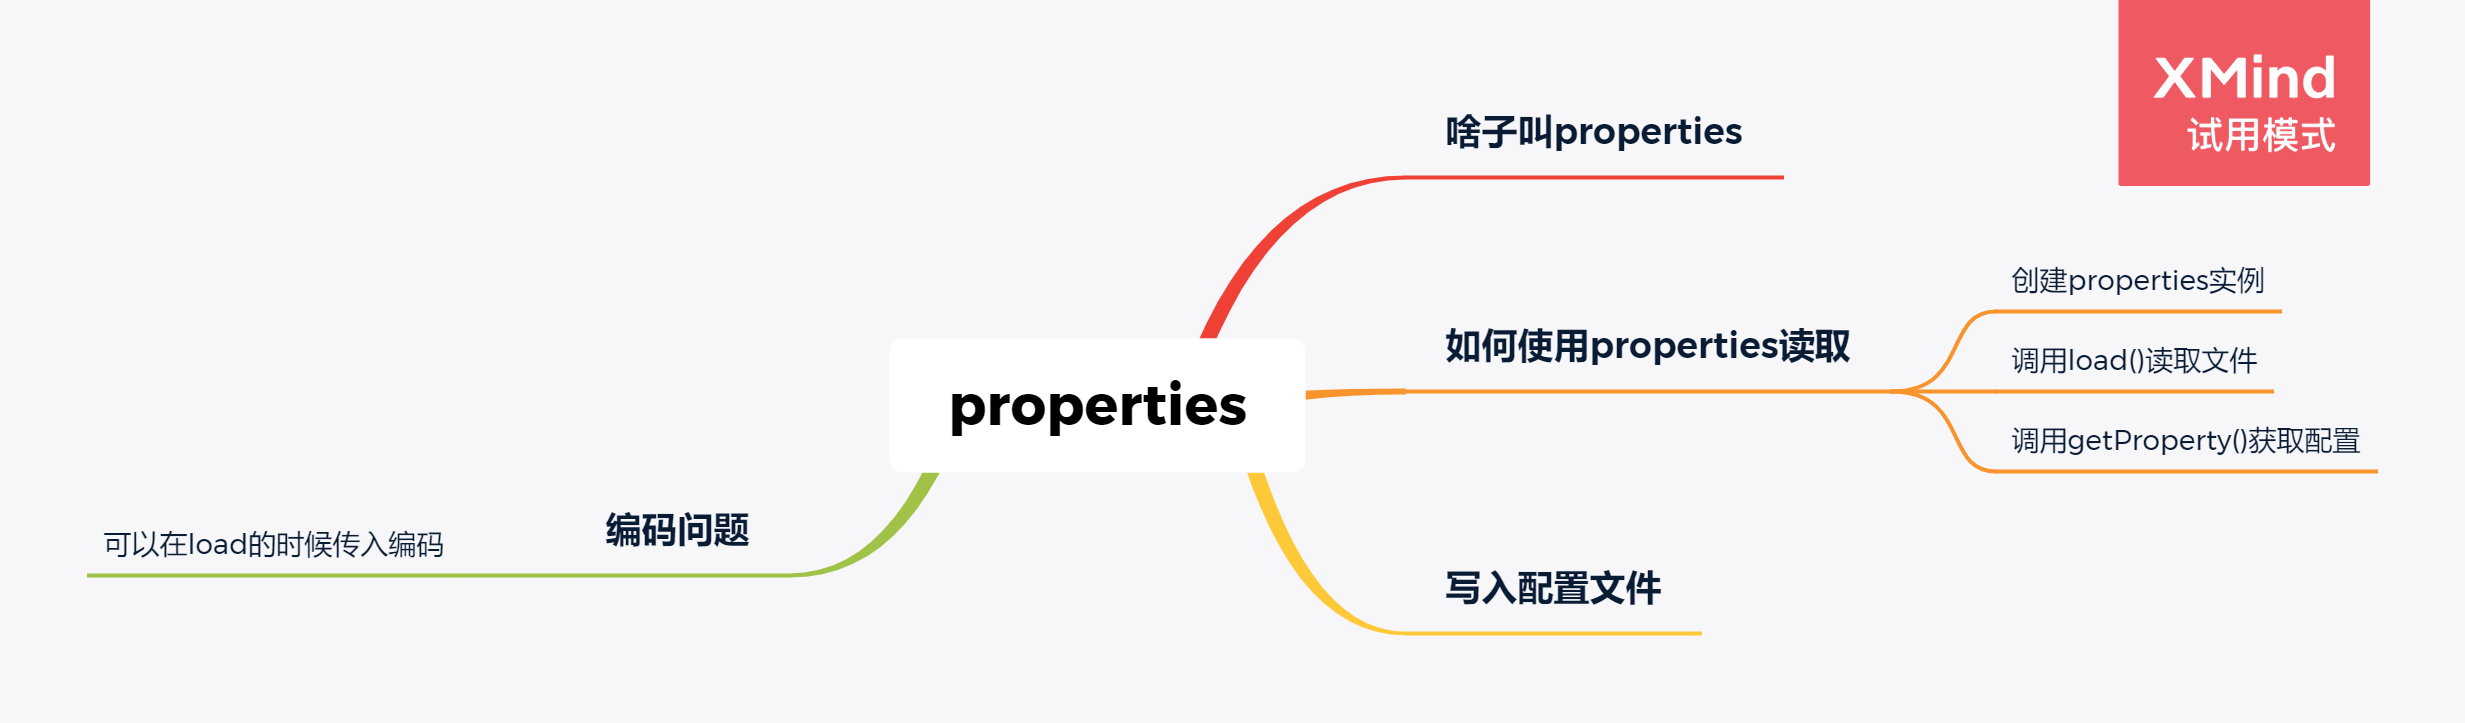 XMind
试用模式
啥子叫properties
如何使用properties读取
创建properties实例
调用load()读取文件
调用getProperty()获取配置
properties
写入配置文件
编码问题
可以在load的时候传入编码